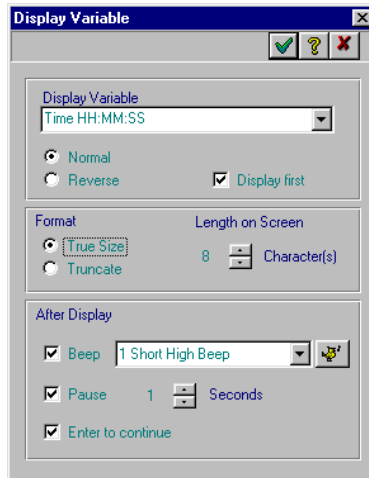 Display Variable
Display Variable
Time HH:MM:SS
Normal
Reverse
Display first
Format
Length on Screen
True Size
8
Character(s)
Truncate
After Display
Beep
1 Short High Beep
Pause
1
Seconds
Enter to continue